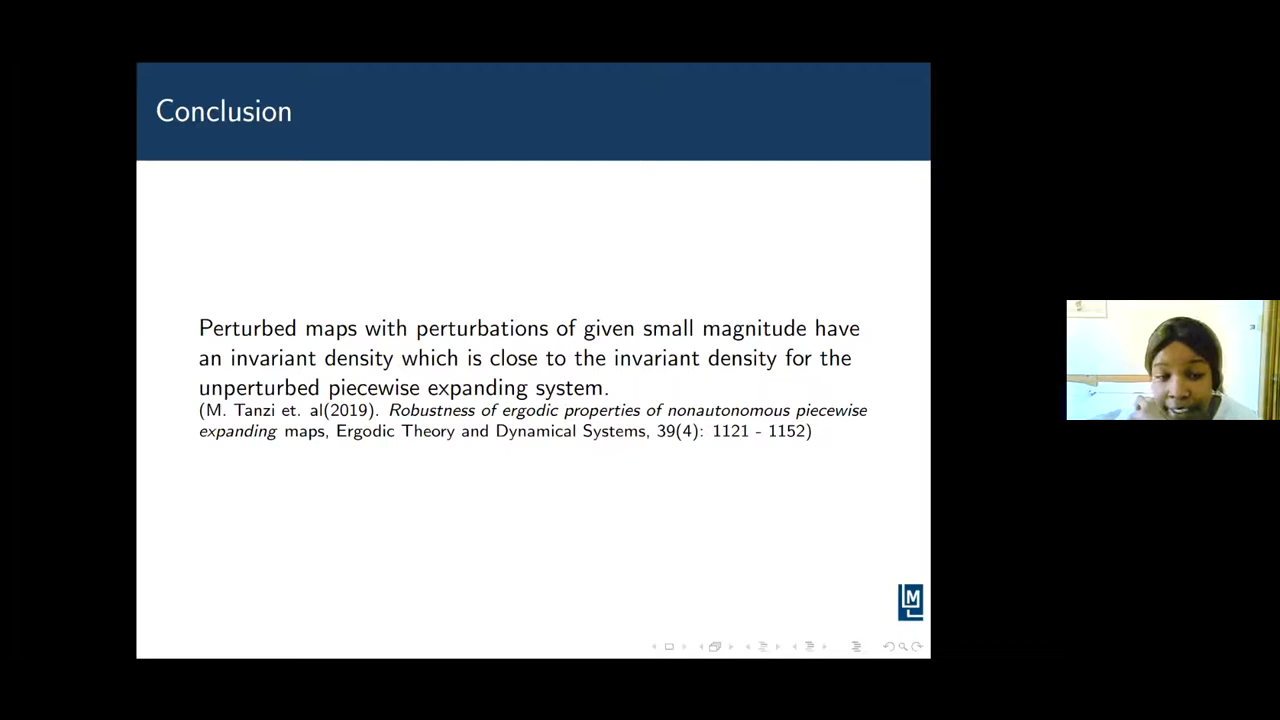 Conclusion
Perturbed maps with perturbations of given small magnitude have
an invariant density which is close to the invariant density for the
unperturbed piecewise expanding system.
(M. Tanzi et. al(2019). Robustness of ergodic properties of nonautonomous piecewise
expanding maps, Ergodic Theory and Dynamical Systems, 39(4): 1121 - 1152)
LML